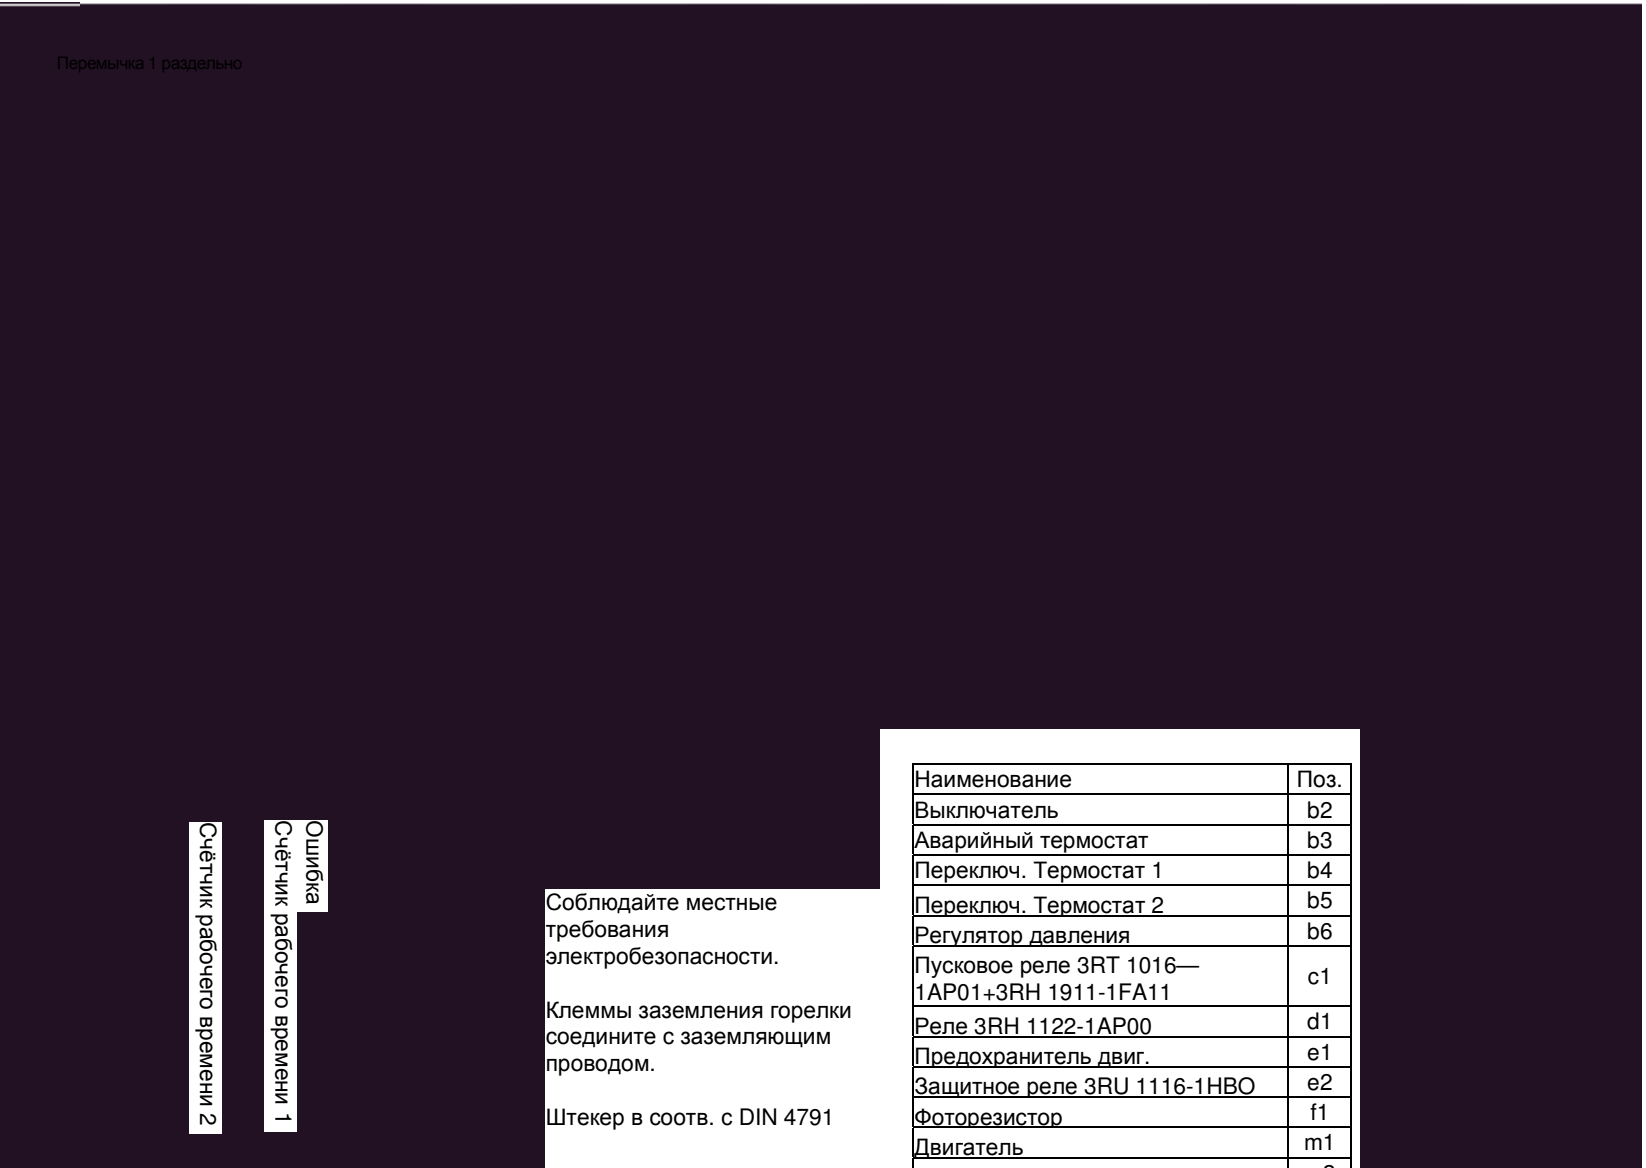 Перемычка 1 раздельно
Ошибка
Счётчик рабочего времени 1
Счётчик рабочего времени 2
Соблюдайте местные
требования
электробезопасности.
Клеммы заземления горелки
соедините с заземляющим
проводом.
Штекер в соотв. с DIN 4791
Наименование Поз.
Выключатель b2
Аварийный термостат b3
Переключ. Термостат 1 b4
Переключ. Термостат 2 b5
Регулятор давления b6
Пусковое реле 3RT 1016—
1AP01+3RH 1911-1FA11 c1
Реле 3RH 1122-1AP00 d1
Предохранитель двиг. e1
Защитное реле 3RU 1116-1HBO e2
Фоторезистор f1
Двигатель m1